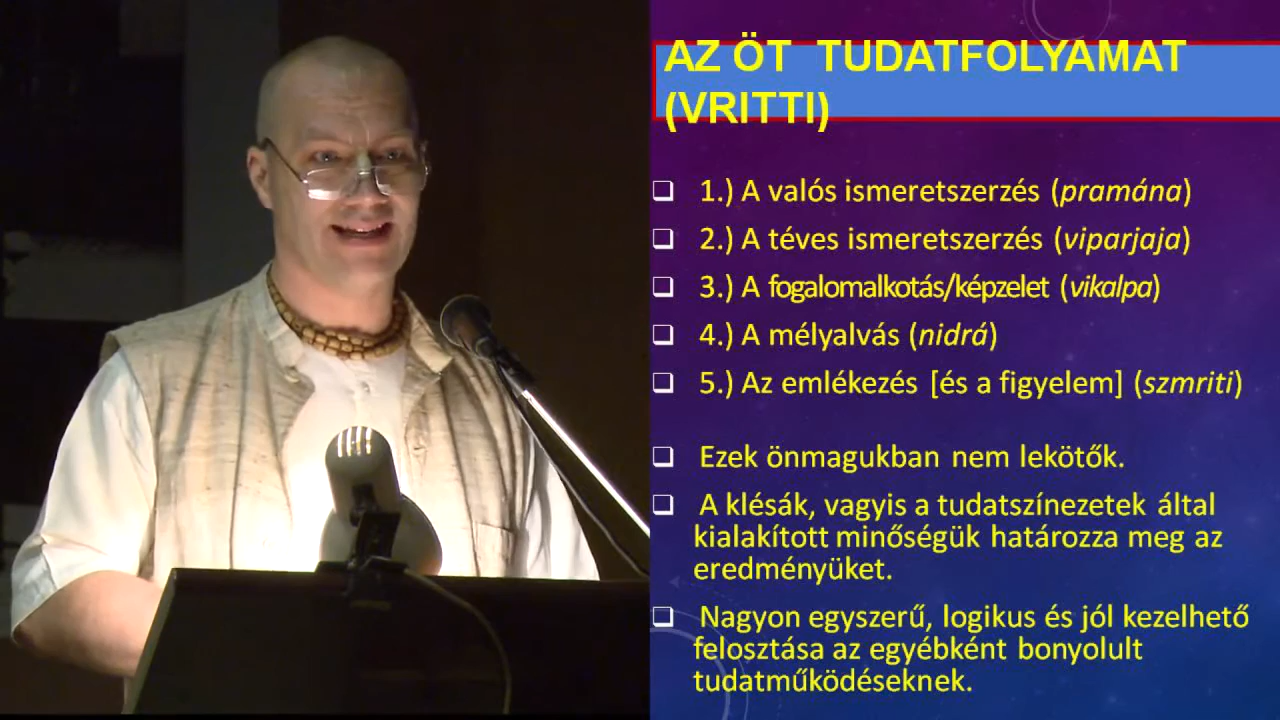 AZ ÖT TUDATFOLYAMAT
(VRITTI)
1.) A valós ismeretszerzés (pramána)
2.) A téves ismeretszerzés (viparjaja)
3.) A fogalomalkotás/képzelet (vikalpa)
4.) A mélyalvás (nidrá)
5.) Az emlékezés [és a figyelem] (szmriti)
Ezek önmagukban nem lekötők.
A klésák, vagyis a tudatszínezetek által
kialakított minőségük határozza meg az
eredményüket.
Nagyon egyszerű, logikus és jól kezelhető
felosztása az egyébként bonyolult
tudatműködéseknek.